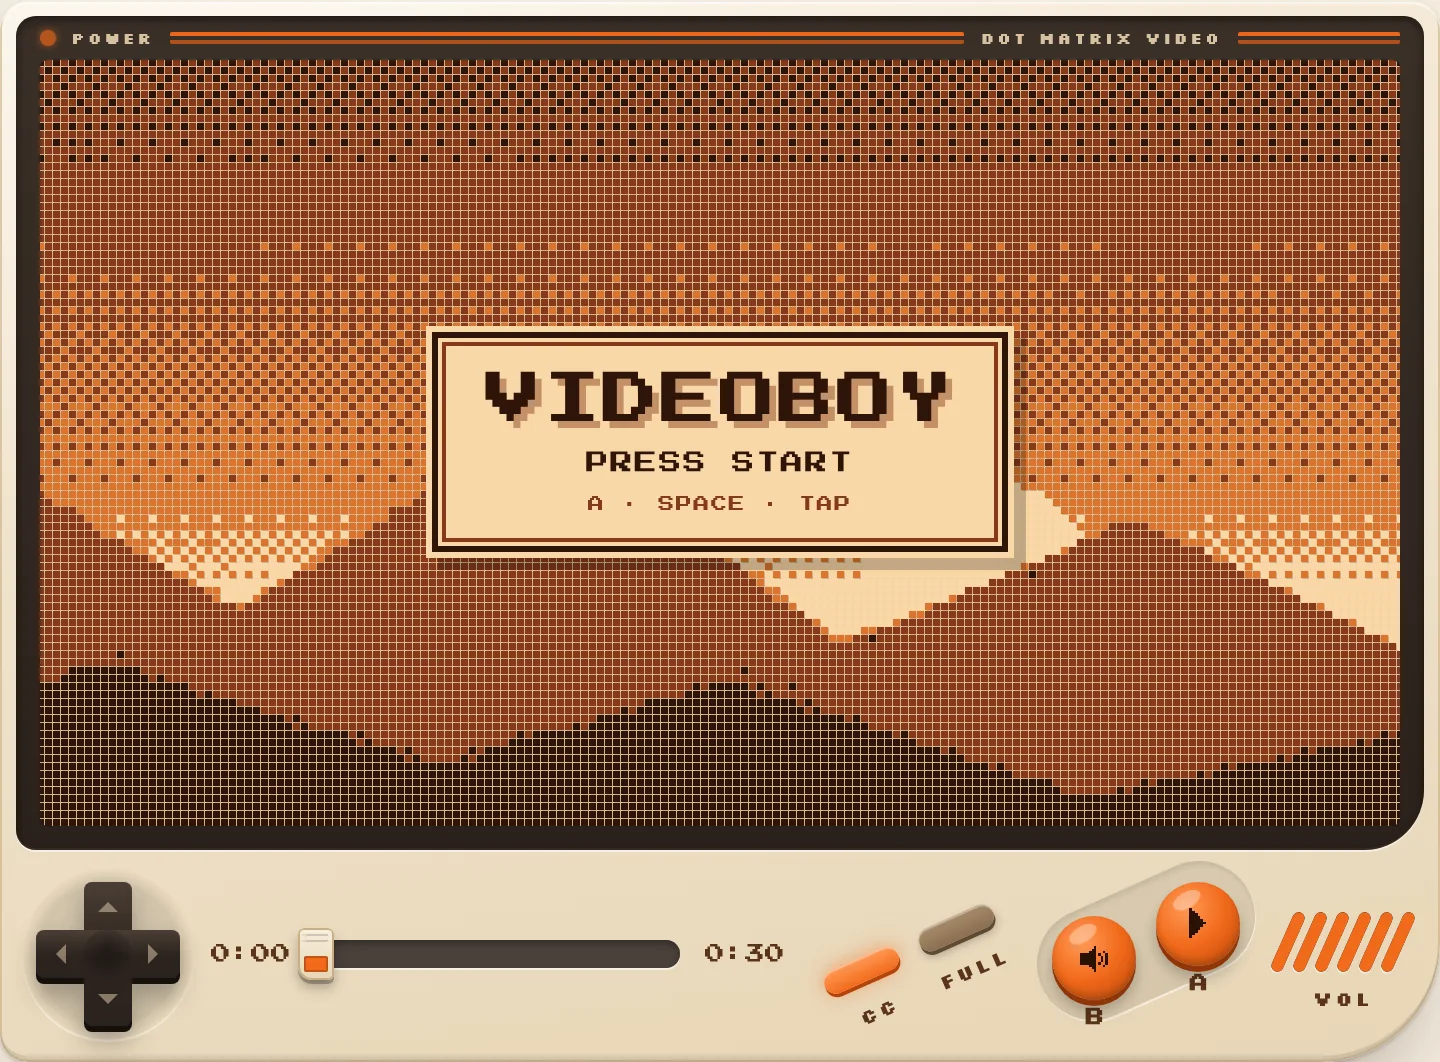 POWER
DOT MATRIX VIDEO
VIDEOBOY
PRESS START
A · SPACE · TAP
0:00
0:30
CC
FULL
B
A
VOL